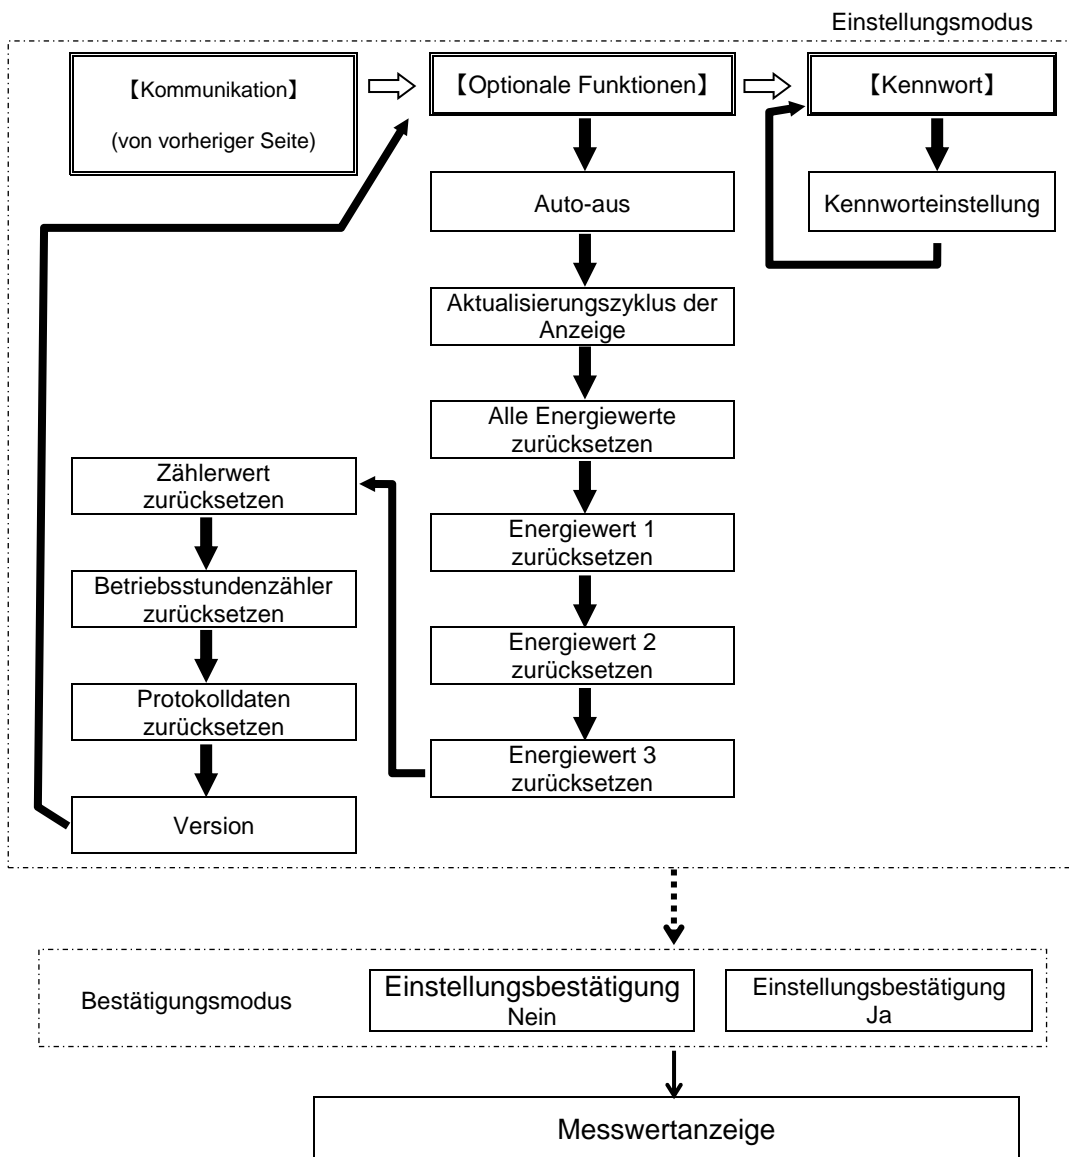 Einstellungsmodus
【Kommunikation】
(von vorheriger Seite)
【Optionale Funktionen】
【Kennwort】
Auto-aus
Kennworteinstellung
Aktualisierungszyklus der
Anzeige
Alle Energiewerte
zurücksetzen
Energiewert 1
zurücksetzen
Energiewert 2
zurücksetzen
Energiewert 3
zurücksetzen
Zählerwert
zurücksetzen
Betriebsstundenzähler
zurücksetzen
Protokolldaten
zurücksetzen
Version
Bestätigungsmodus
Einstellungsbestätigung
Nein
Einstellungsbestätigung
Ja
Messwertanzeige